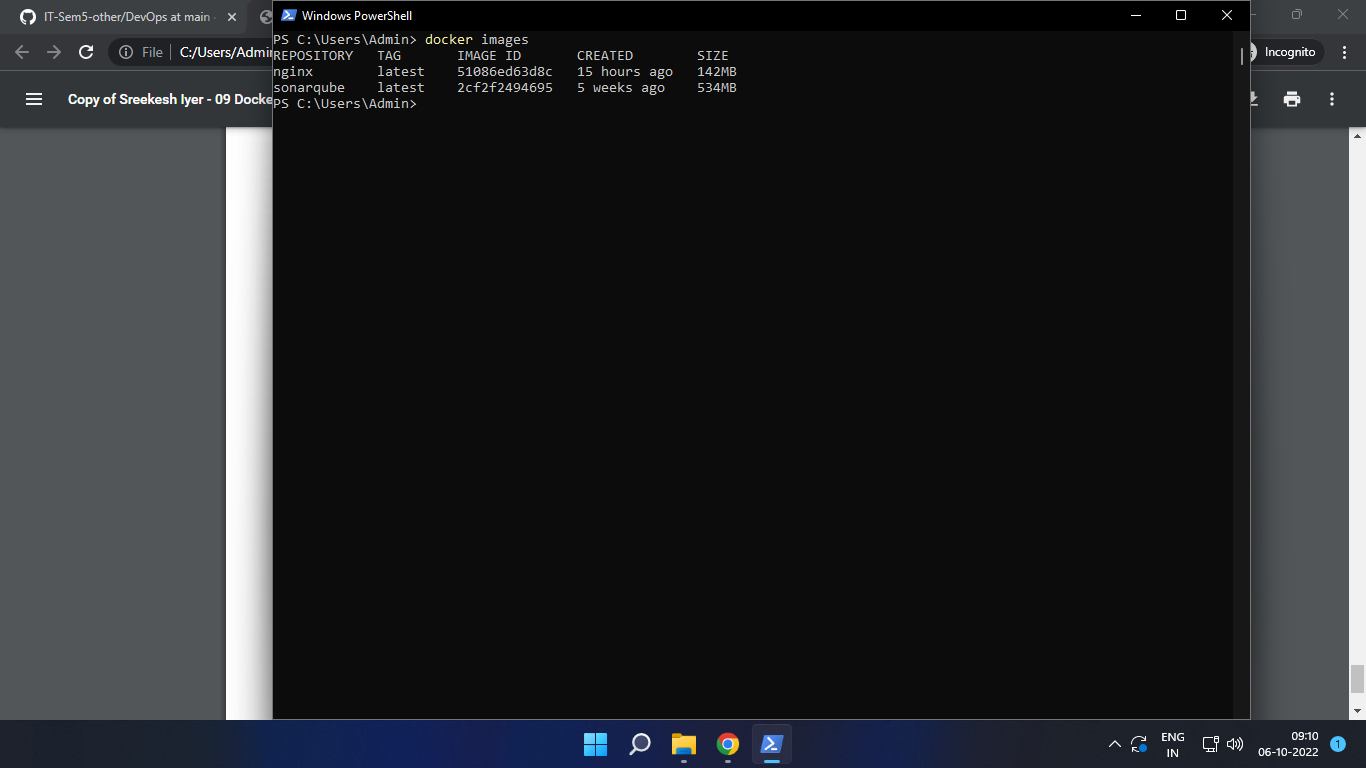 IT-Sem5-other/DevOps at main
Windows PowerShell
File
C:/Users/Admin
Incognito
Copy of Sreekesh Iyer - 09 Docke
PS C:\Users\Admin> docker images
REPOSITORY TAG IMAGE ID CREATED SIZE
nginx latest 51086ed63d8c 15 hours ago 142MB
sonarqube latest 2cf2f2494695 5 weeks ago 534MB
PS C:\Users\Admin>
ENG
IN
09:10
06-10-2022
1